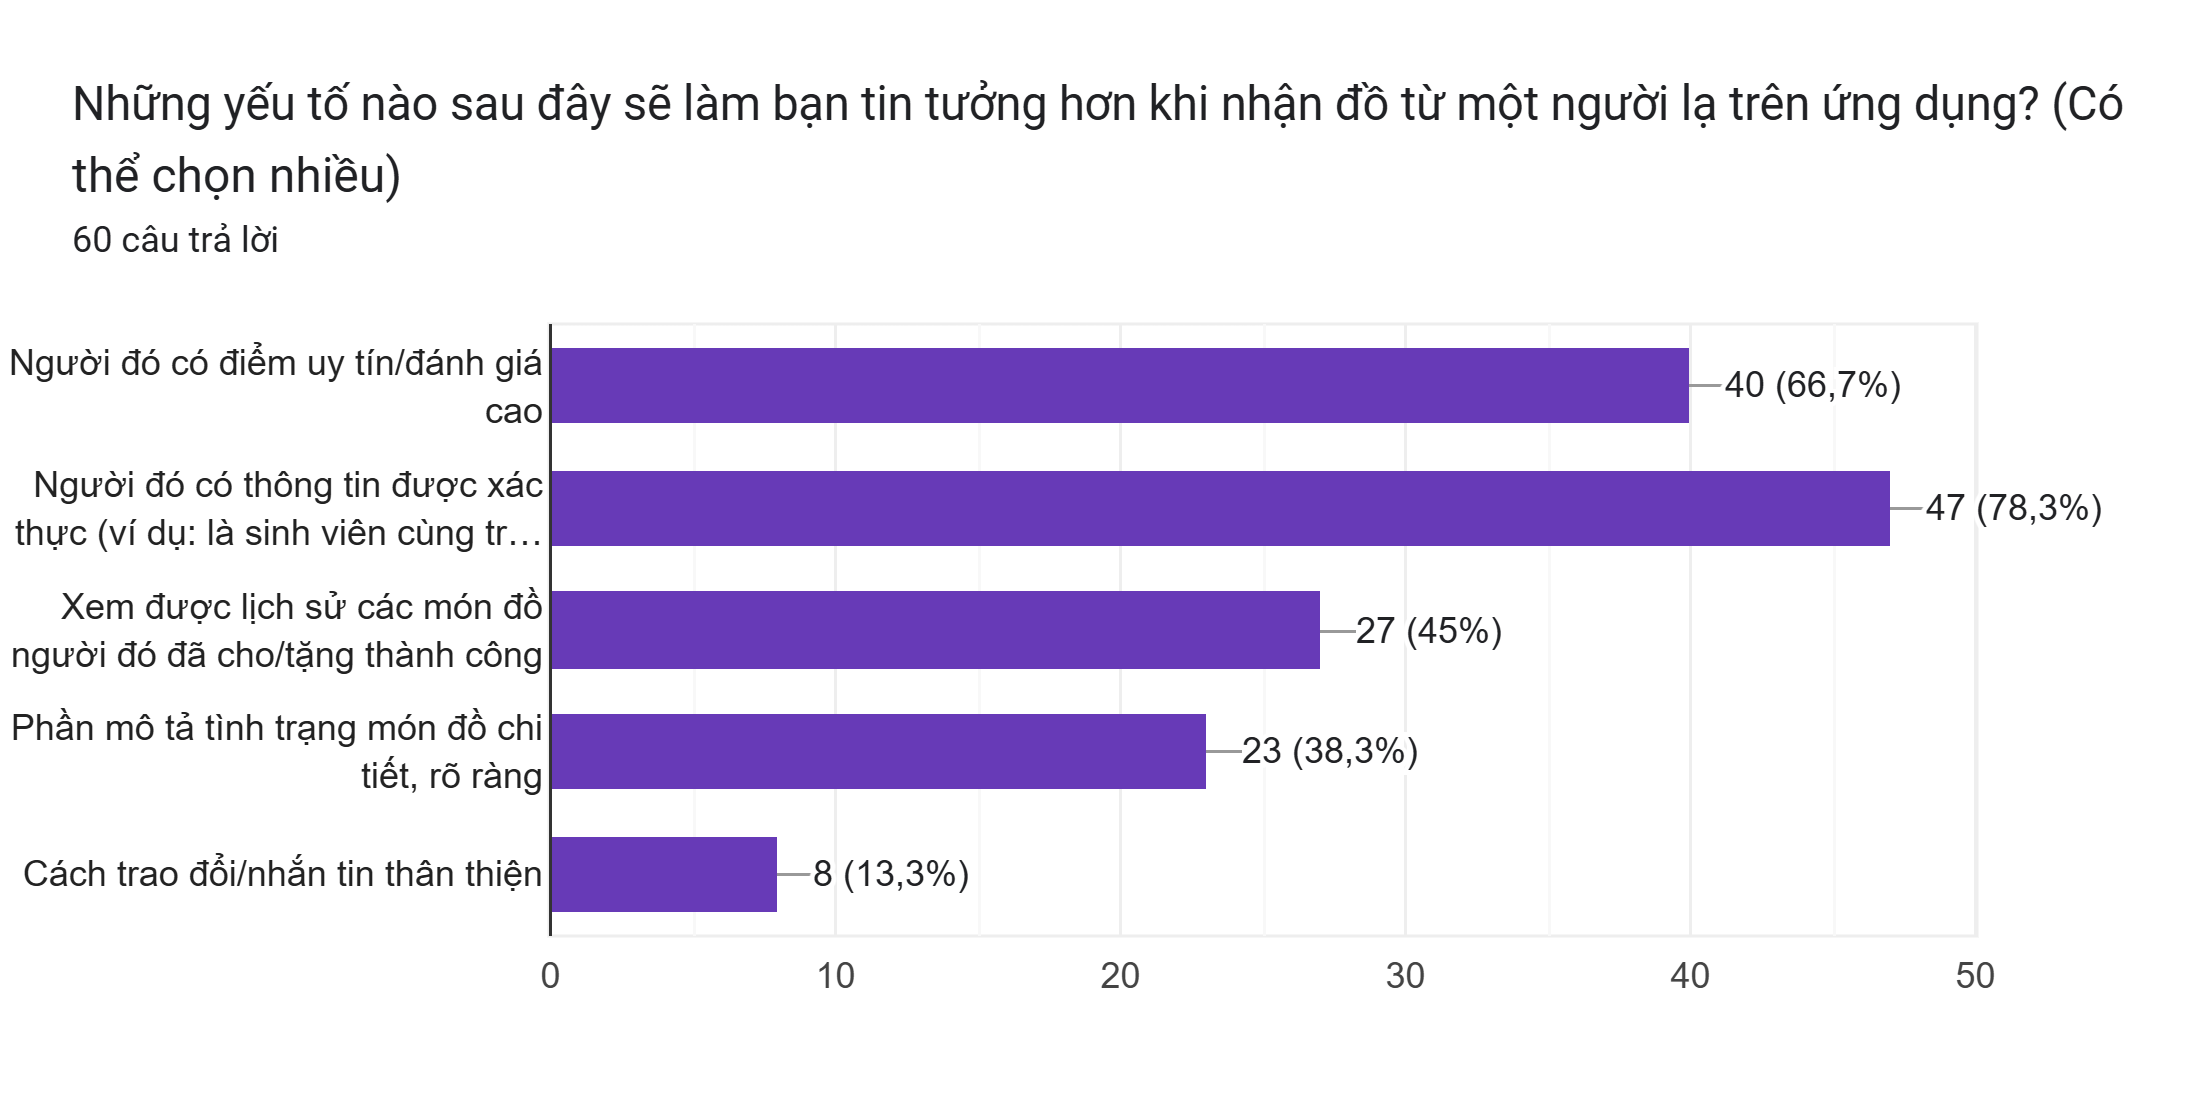 Những yếu tố nào sau đây sẽ làm bạn tin tưởng hơn khi nhận đồ từ một người lạ trên ứng dụng? (Có
thể chọn nhiều)
60 câu trả lời
Người đó có điểm uy tín/đánh giá
cao
40 (66,7%)
Người đó có thông tin được xác
thực (ví dụ: là sinh viên cùng tr…
47 (78,3%)
Xem được lịch sử các món đồ
người đó đã cho/tặng thành công
27 (45%)
Phần mô tả tình trạng món đồ chi
tiết, rõ ràng
23 (38,3%)
Cách trao đổi/nhắn tin thân thiện
8 (13,3%)
0 10 20 30 40 50